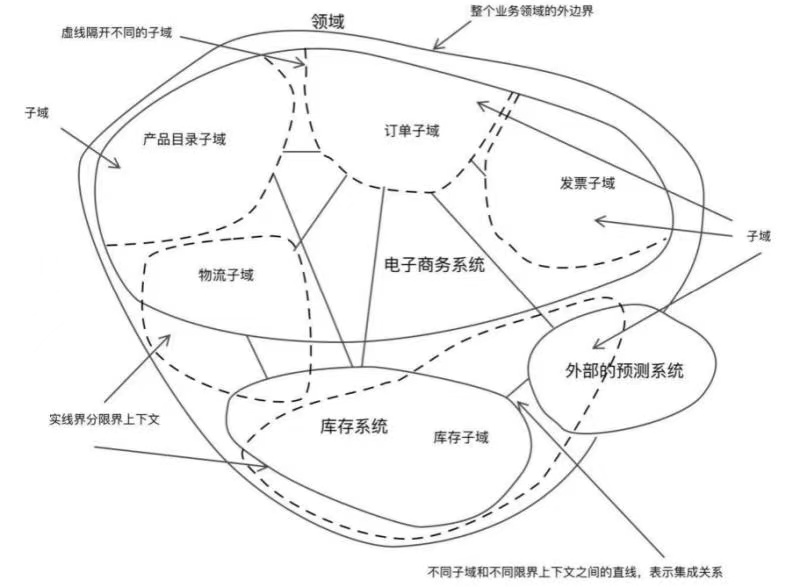 整个业务领域的外边界
领域
虚线隔开不同的子域
子域
产品目录子域
订单子域
发票子域
子域
电子商务系统
物流子域
外部的预测系统
实线界分限界上下文
库存系统
库存子域
不同子域和不同限界上下文之间的直线，表示集成关系